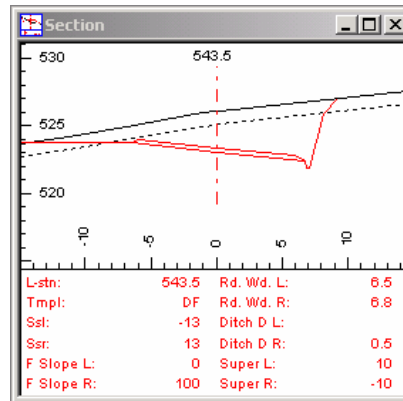 Section
530
543.5
525
520
-10
-5
0
5
10
L-stn: 543.5 Rd. Wd. L: 6.5
Tmpl: DF Rd. Wd. R: 6.8
Ssl: -13 Ditch D L:
Ssr: 13 Ditch D R: 0.5
F Slope L: 0 Super L: 10
F Slope R: 100 Super R: -10